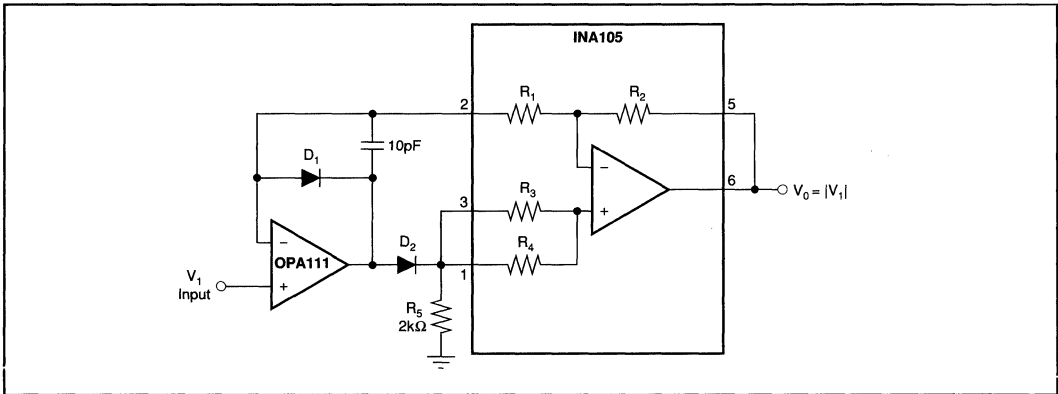 INA105
R₁
R₂
2
5
10pF
D₁
R₃
3
6
V₀ = |V₁|
D₂
R₄
OPA111
1
V₁
Input
R₅
2kΩ
−
+
−
+